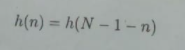 h(n) = h(N − 1 − n)